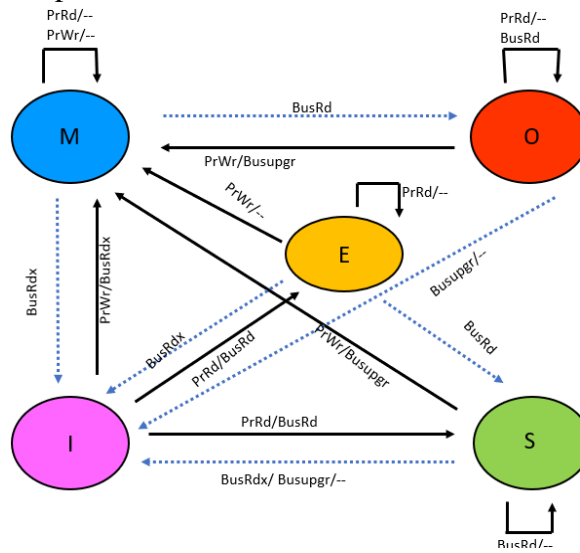 PrRd/--
PrWr/--
PrRd/--
BusRd
M
BusRd
O
PrWr/Busupgr
PrWr/--
PrRd/--
E
Busupgr/--
BusRdx
PrWr/BusRdx
BusRdx
PrRd/BusRd
PrWr/Busupgr
BusRd
I
PrRd/BusRd
S
BusRdx/ Busupgr/--
BusRd/--